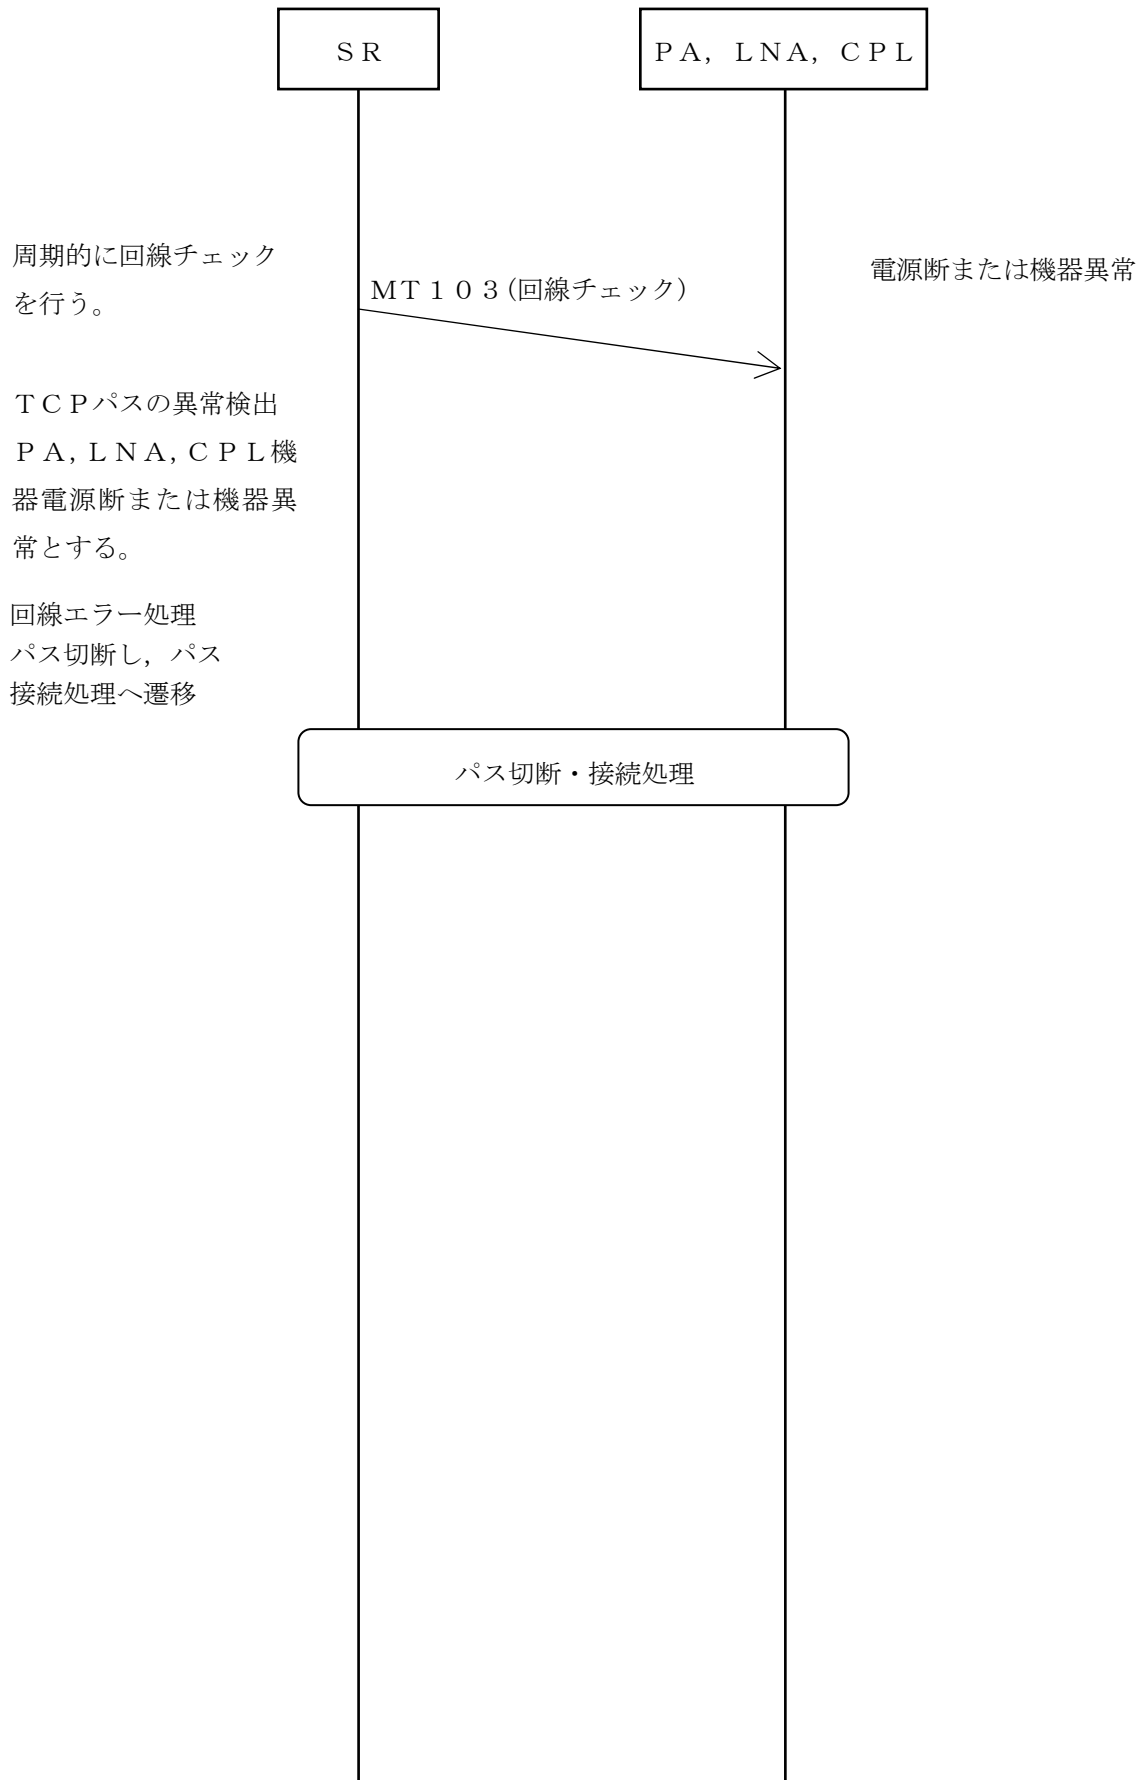 ＳＲ
ＰＡ，ＬＮＡ，ＣＰＬ
周期的に回線チェック
を行う。
電源断または機器異常
ＭＴ１０３(回線チェック)
ＴＣＰパスの異常検出
ＰＡ,ＬＮＡ,ＣＰＬ機
器電源断または機器異
常とする。
回線エラー処理
パス切断し，パス
接続処理へ遷移
パス切断・接続処理